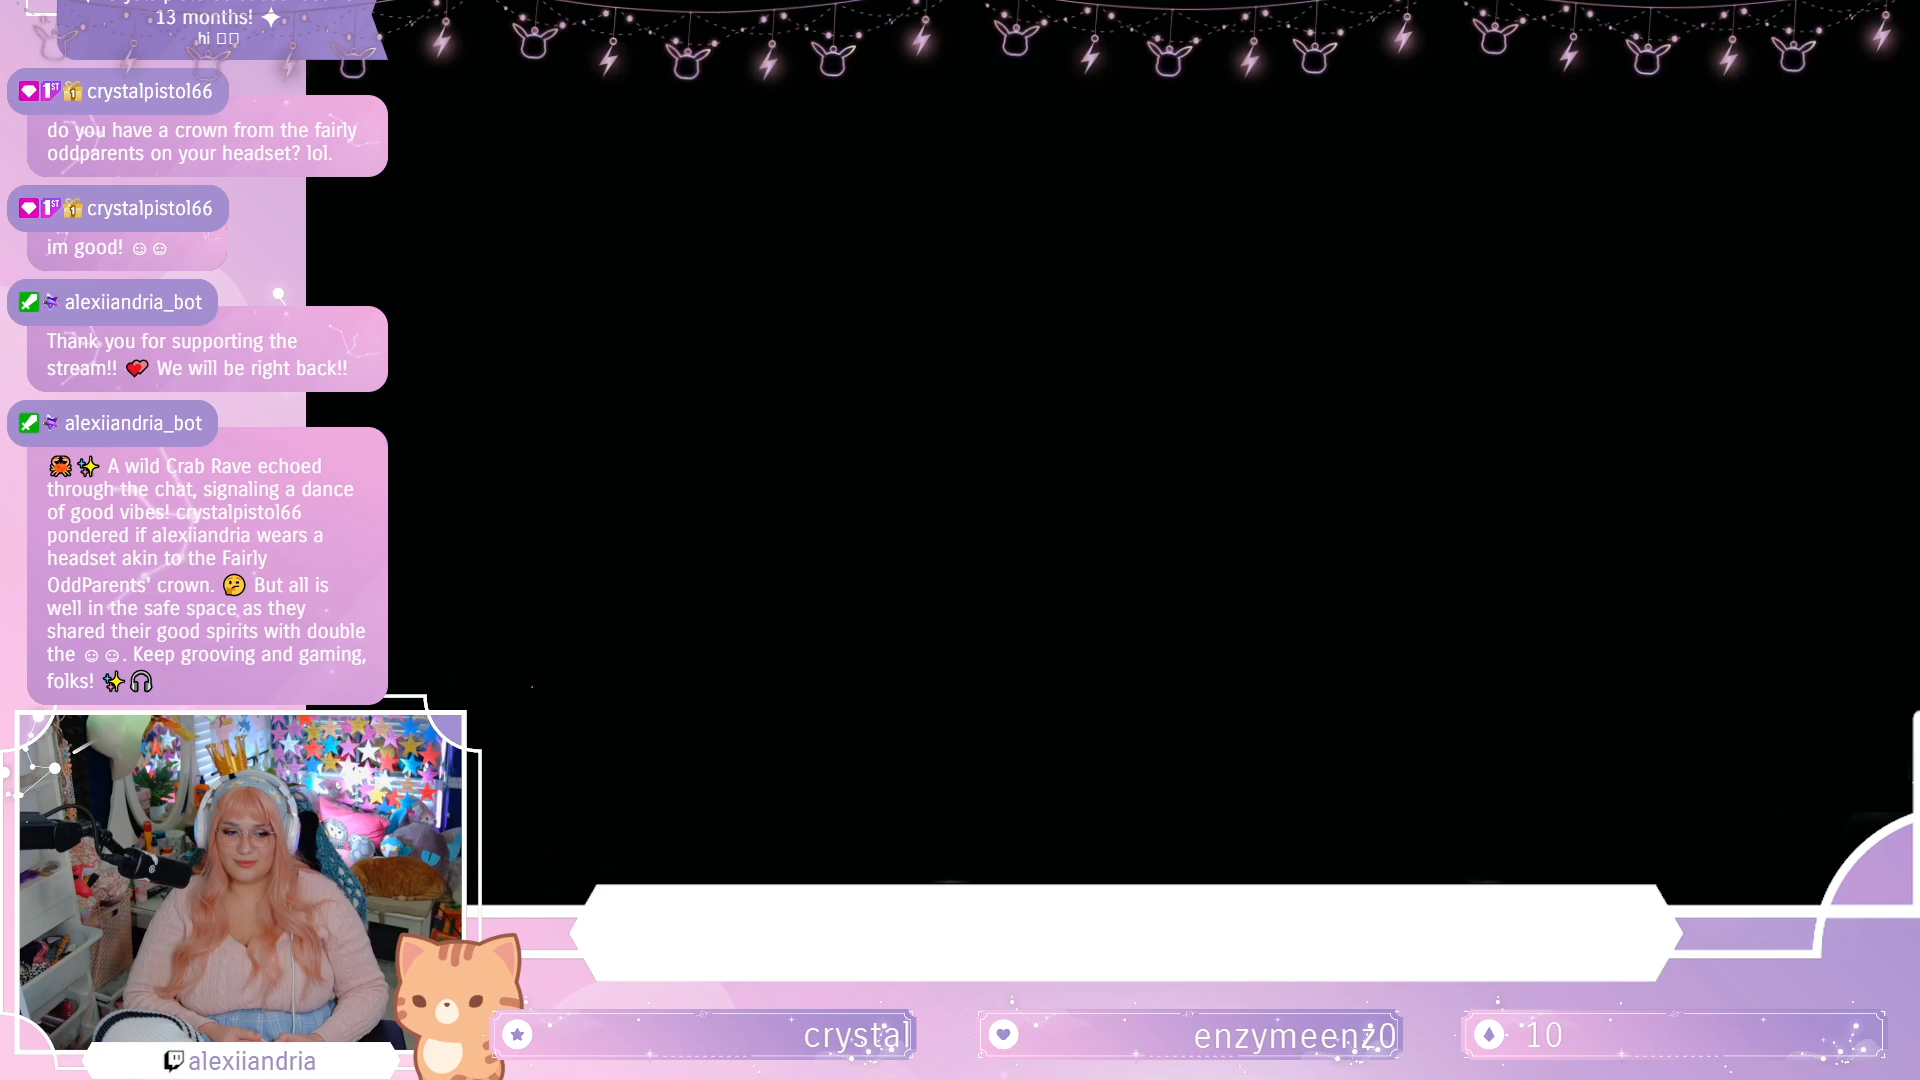 13 months!
hi
crystalpistol66
do you have a crown from the fairly
oddparents on your headset? lol.
crystalpistol66
im good! ☺☺
alexiiandria_bot
Thank you for supporting the
stream!! 💕 We will be right back!!
alexiiandria_bot
🦀✨ A wild Crab Rave echoed
through the chat, signaling a dance
of good vibes! crystalpistol66
pondered if alexiiandria wears a
headset akin to the Fairly
OddParents' crown. 🤔 But all is
well in the safe space as they
shared their good spirits with double
the ☺☺. Keep grooving and gaming,
folks! ✨🎧
alexiiandria
crystal
enzymeenz0
10